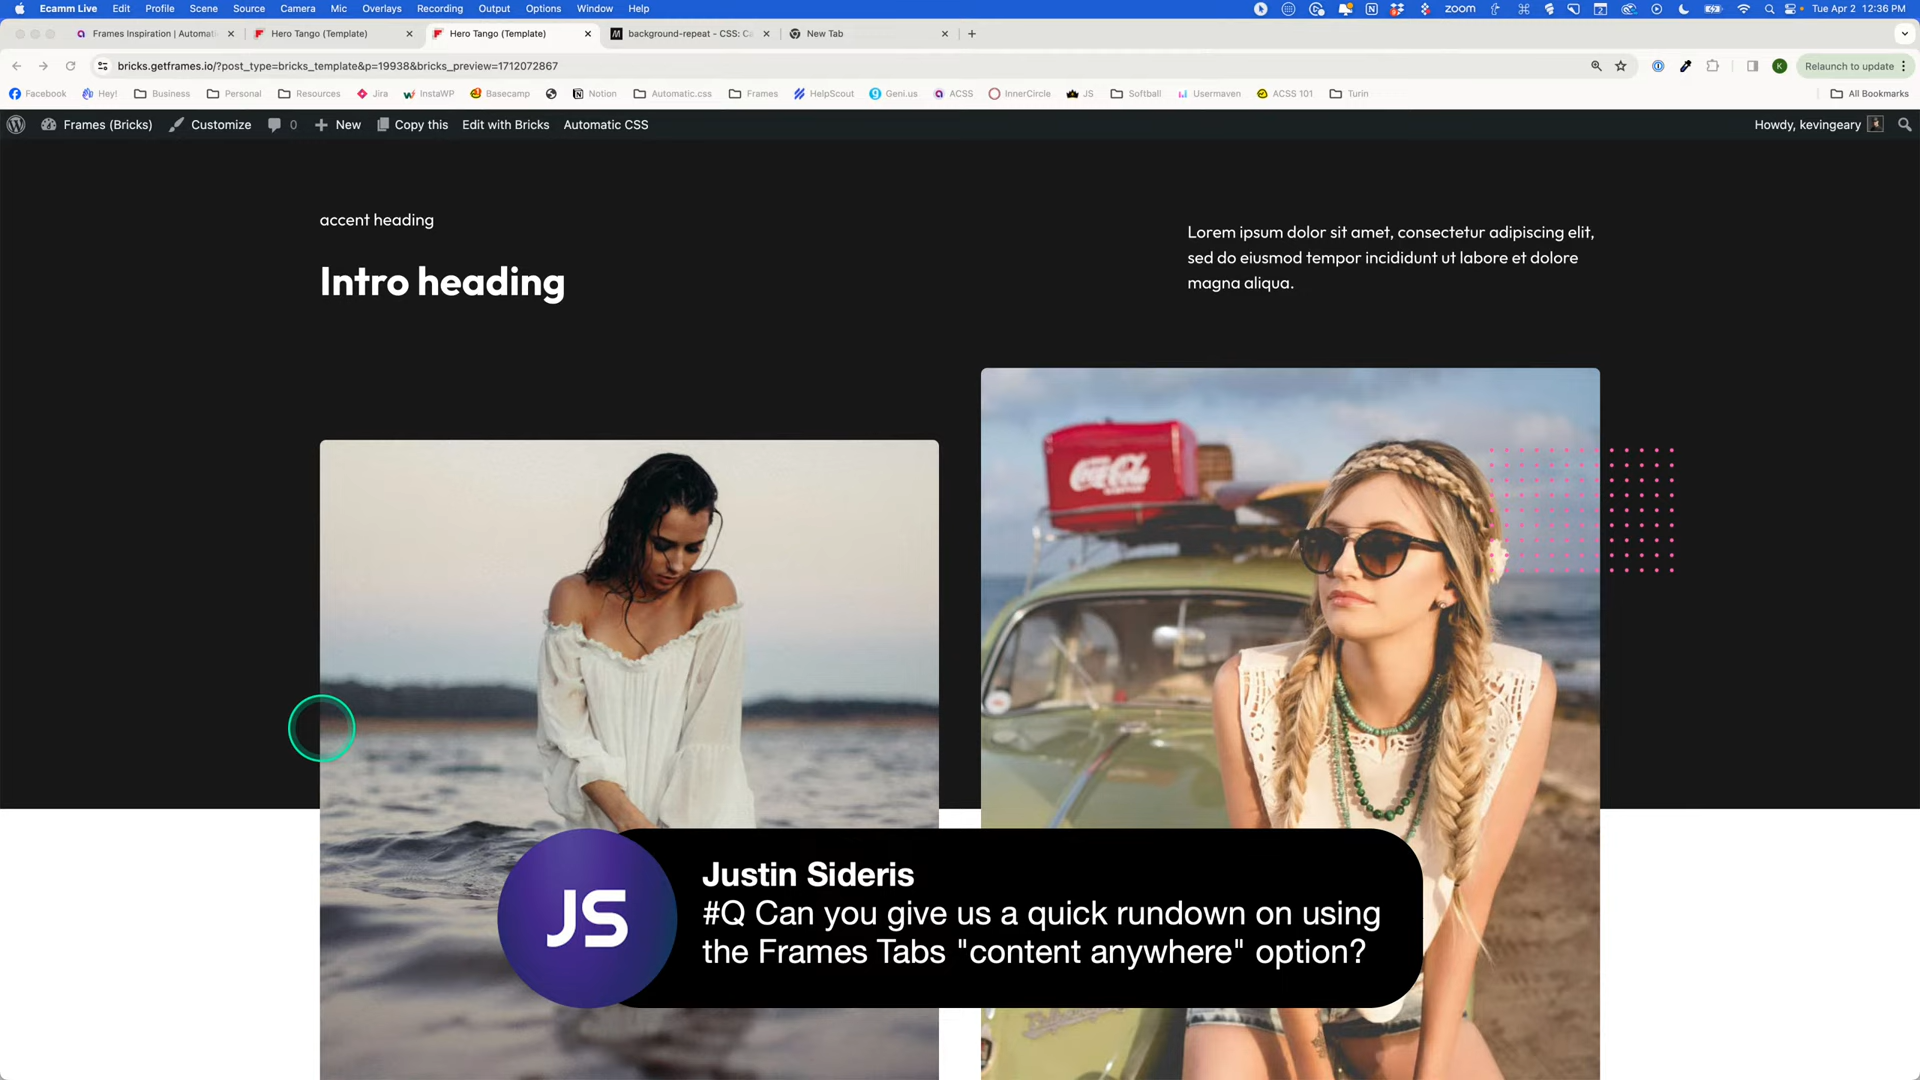 Ecamm Live Edit Profile Scene Source Camera Mic Overlays Recording Output Options Window Help zoom Tue Apr 2 12:36 PM
Frames Inspiration | Automati Hero Tango (Template) Hero Tango (Template) background-repeat - CSS: Ca New Tab
bricks.getframes.io/?post_type=bricks_template&p=19938&bricks_preview=1712072867 K Relaunch to update
Facebook Hey! Business Personal Resources Jira InstaWP Basecamp Notion Automatic.css Frames HelpScout Geni.us ACSS InnerCircle JS Softball Usermaven ACSS 101 Turin All Bookmarks
Frames (Bricks) Customize 0 New Copy this Edit with Bricks Automatic CSS Howdy, kevingeary
accent heading
Intro heading
Lorem ipsum dolor sit amet, consectetur adipiscing elit,
sed do eiusmod tempor incididunt ut labore et dolore
magna aliqua.
Coca-Cola
JS
Justin Sideris
#Q Can you give us a quick rundown on using
the Frames Tabs "content anywhere" option?